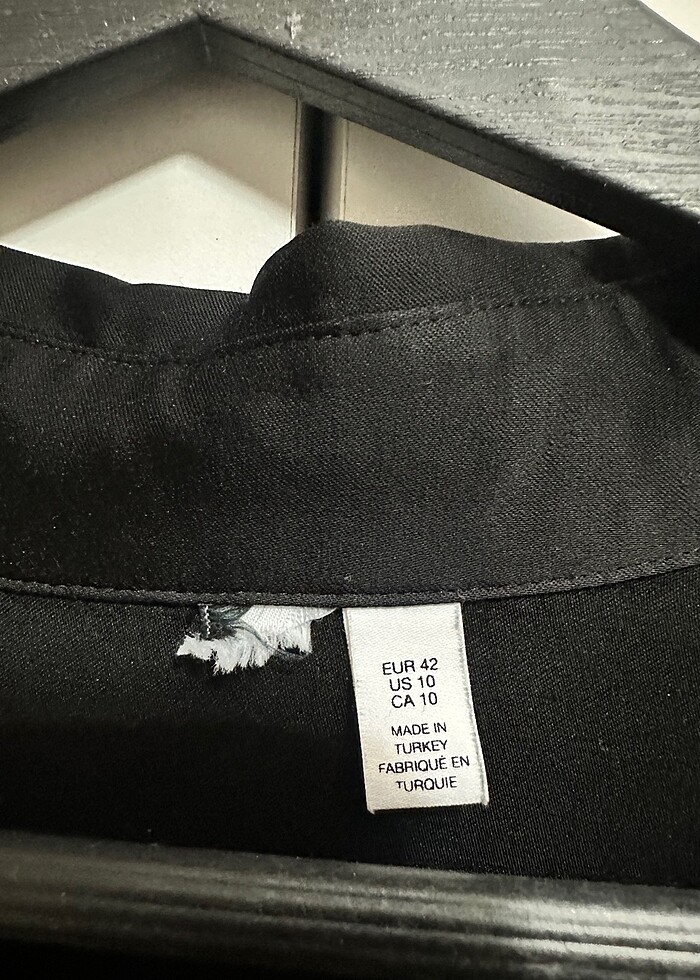 EUR 42
US 10
CA 10
MADE IN
TURKEY
FABRIQUÉ EN
TURQUIE